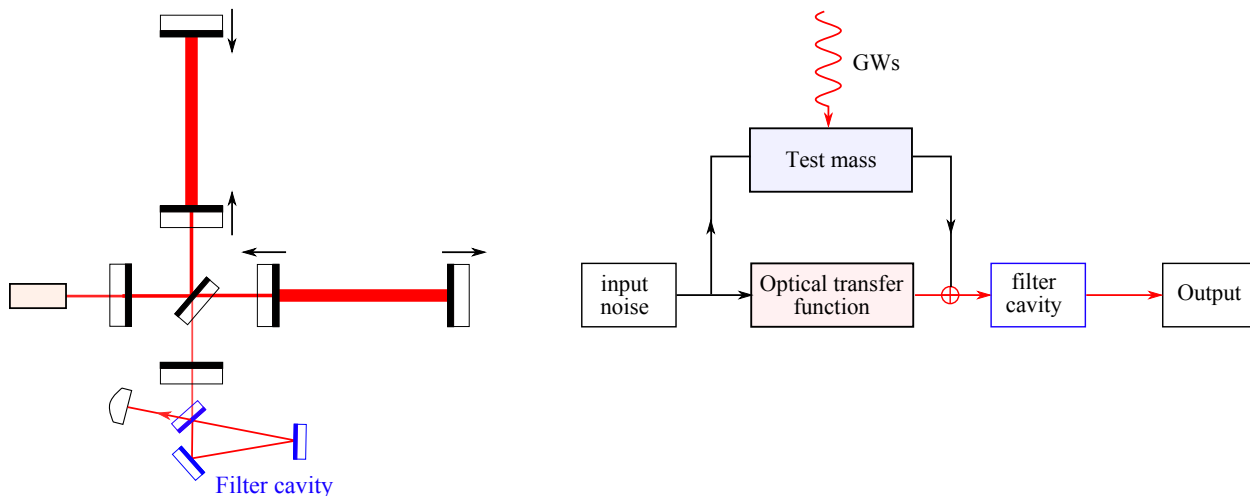 GWs
Test mass
input
noise
Optical transfer
function
filter
cavity
Output
Filter cavity